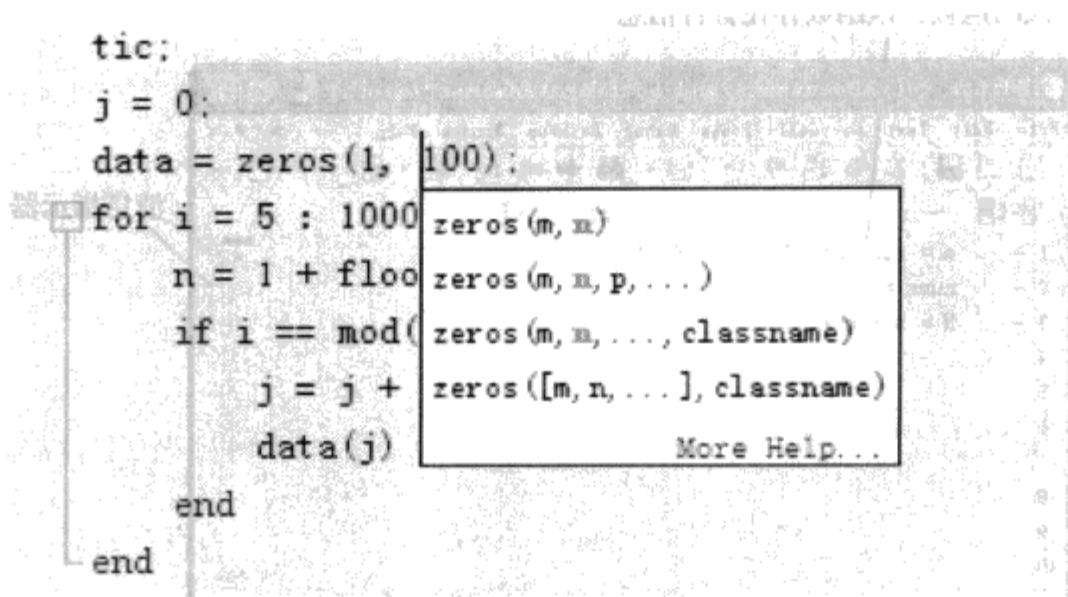 tic;
j = 0;
data = zeros(1, 100);
for i = 5 : 1000
n = 1 + floo
if i == mod(
j = j +
data(j)
end
end
zeros(m, n)
zeros(m, n, p, ... )
zeros(m, n, ..., classname)
zeros([m, n, ... ], classname)
More Help...